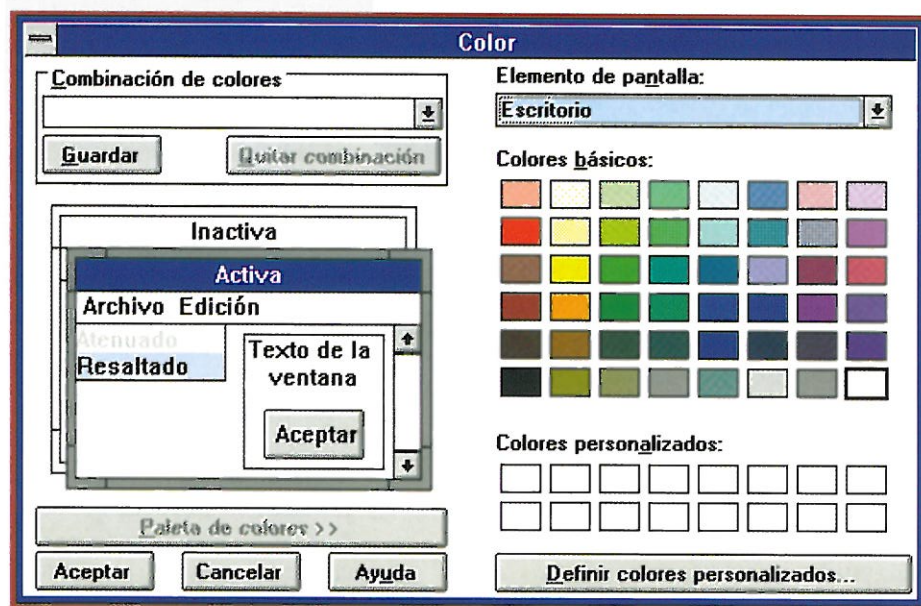 Color
Combinación de colores
Guardar
Quitar combinación
Inactiva
Activa
Archivo Edición
Atenuado
Resaltado
Texto de la
ventana
Aceptar
Paleta de colores >>
Aceptar
Cancelar
Ayuda
Elemento de pantalla:
Escritorio
Colores básicos:
Colores personalizados:
Definir colores personalizados...